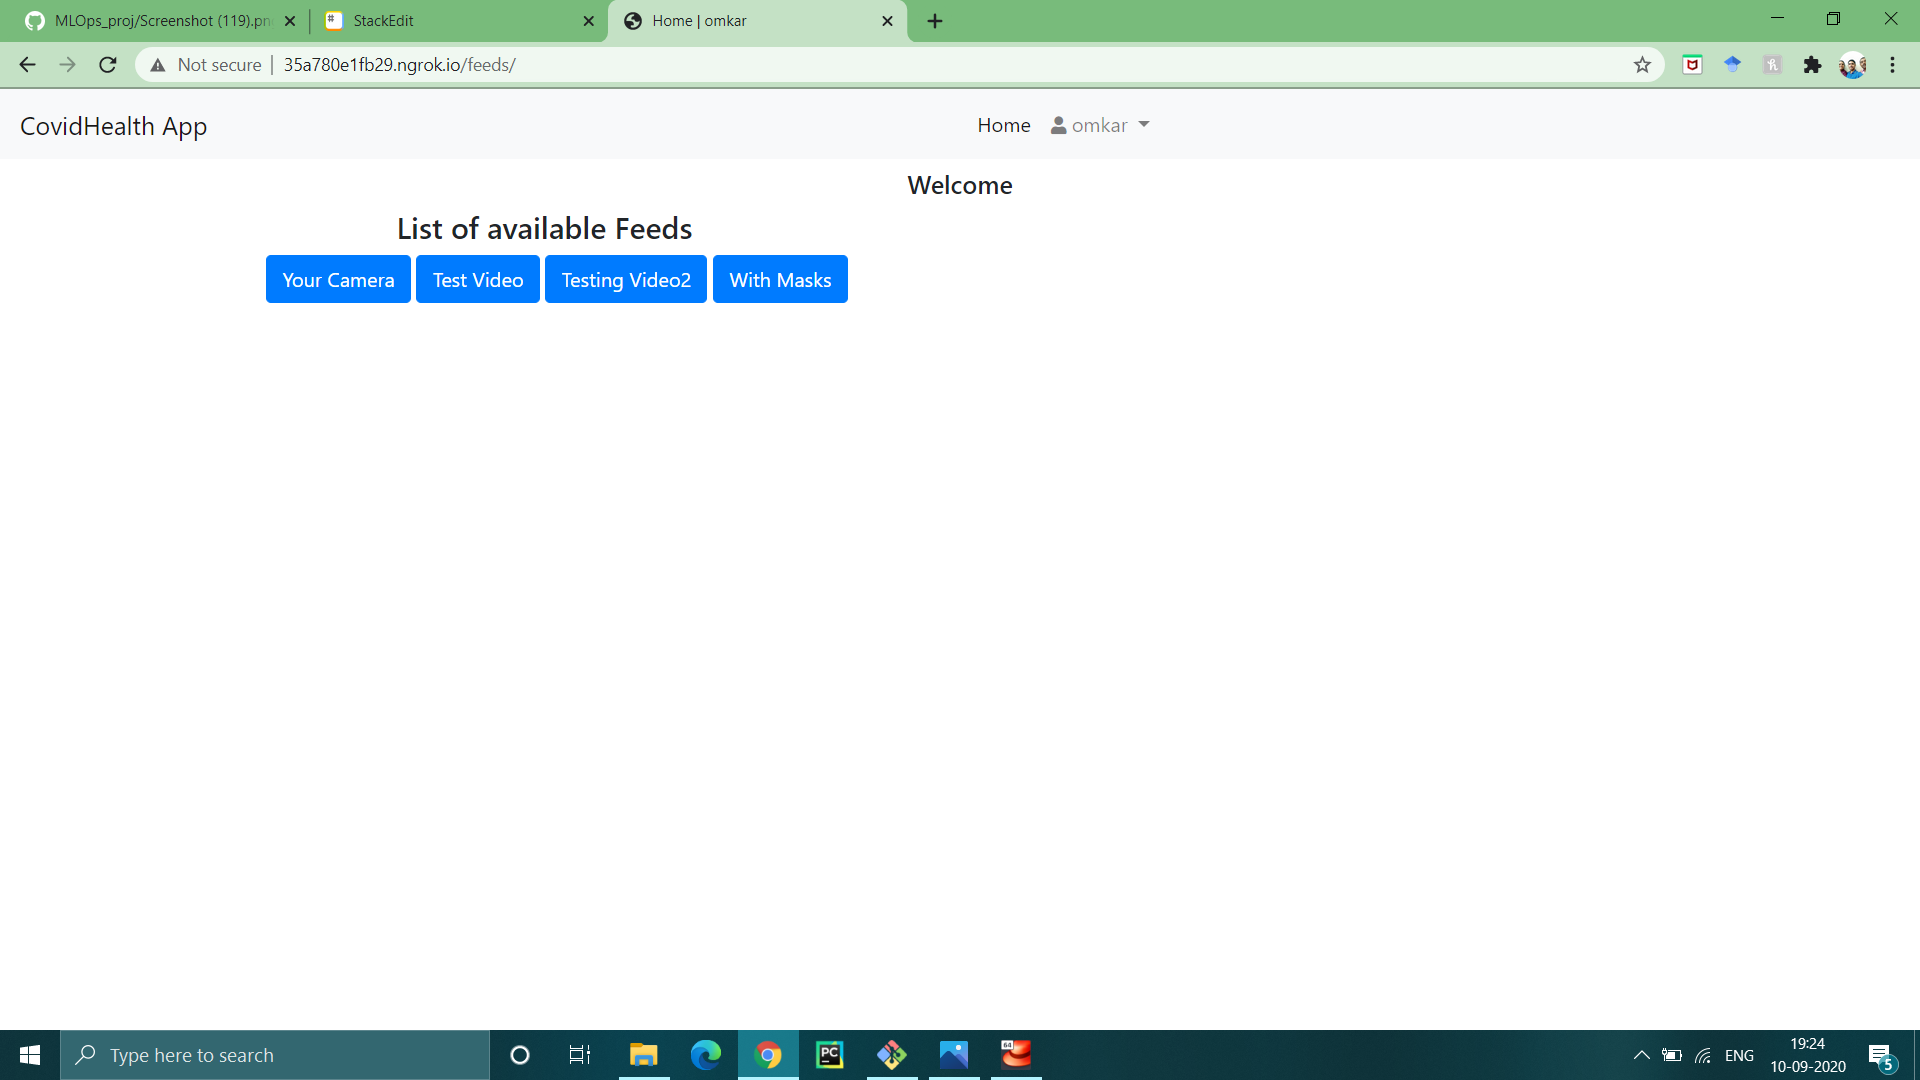 MLOps_proj/Screenshot (119).pn
StackEdit
Home | omkar
Not secure
35a780e1fb29.ngrok.io/feeds/
CovidHealth App
Home
omkar
Welcome
List of available Feeds
Your Camera
Test Video
Testing Video2
With Masks
Type here to search
PC
64
ENG
19:24
10-09-2020
5